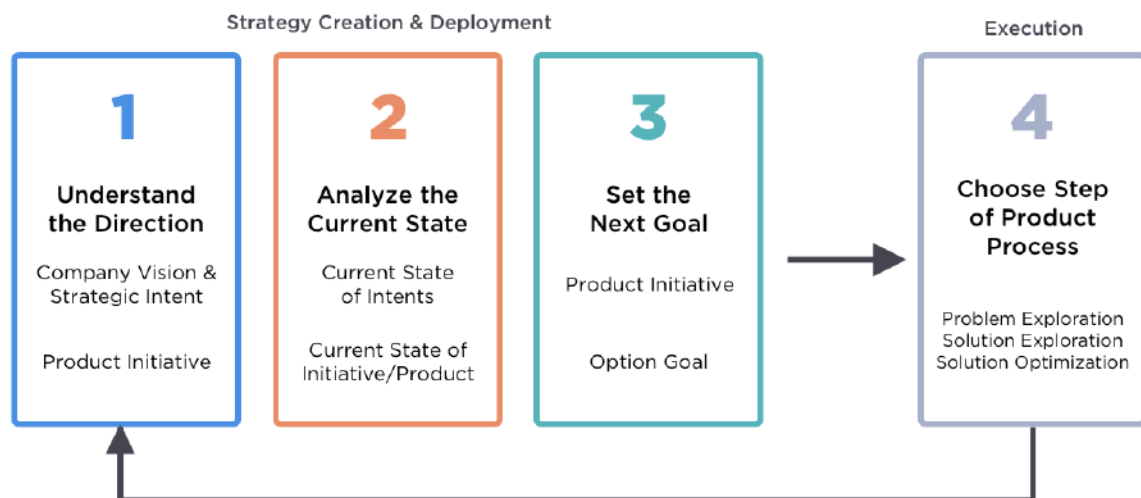 Strategy Creation & Deployment
Execution
1
Understand
the Direction
Company Vision &
Strategic Intent
Product Initiative
2
Analyze the
Current State
Current State
of Intents
Current State of
Initiative/Product
3
Set the
Next Goal
Product Initiative
Option Goal
4
Choose Step
of Product
Process
Problem Exploration
Solution Exploration
Solution Optimization